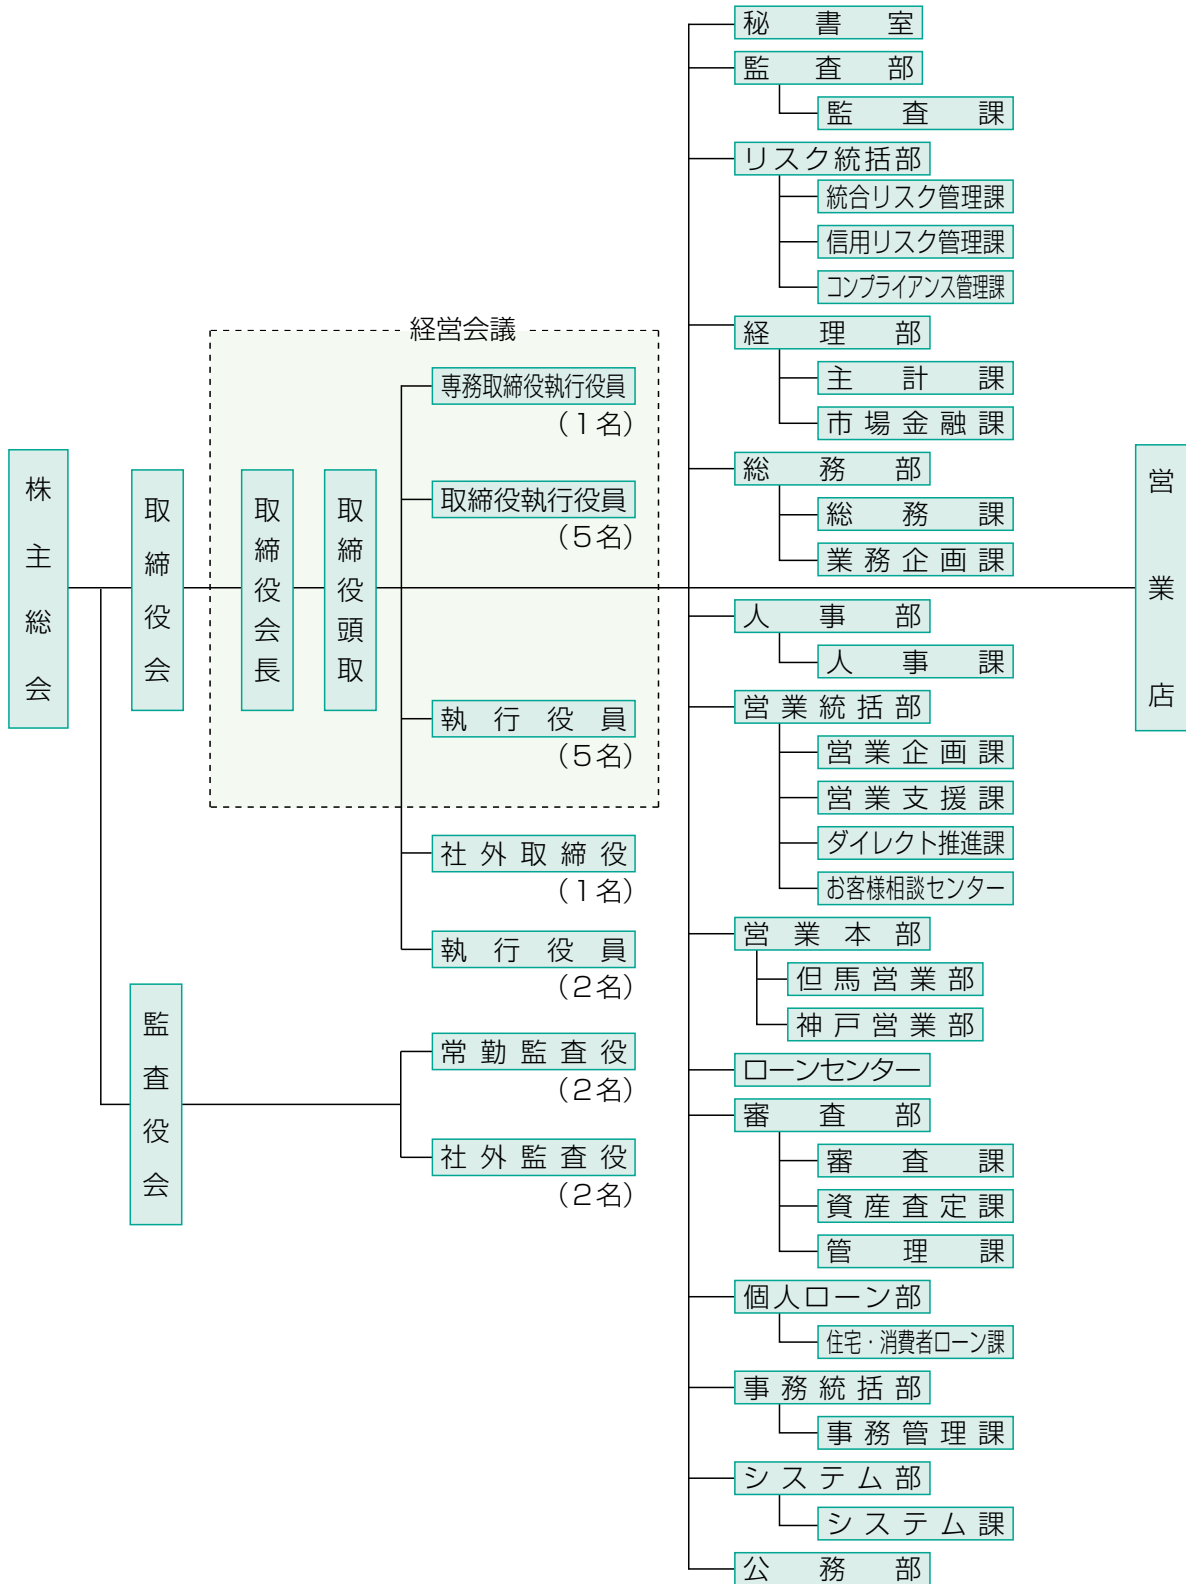 株主総会
取締役会
監査役会
経営会議
取締役会長
取締役頭取
専務取締役執行役員
(1名)
取締役執行役員
(5名)
執行役員
(5名)
社外取締役
(1名)
執行役員
(2名)
常勤監査役
(2名)
社外監査役
(2名)
秘書室
監査部
監査課
リスク統括部
統合リスク管理課
信用リスク管理課
コンプライアンス管理課
経理部
主計課
市場金融課
総務部
総務課
業務企画課
人事部
人事課
営業統括部
営業企画課
営業支援課
ダイレクト推進課
お客様相談センター
営業本部
但馬営業部
神戸営業部
ローンセンター
審査部
審査課
資産査定課
管理課
個人ローン部
住宅・消費者ローン課
事務統括部
事務管理課
システム部
システム課
公務部
営業店